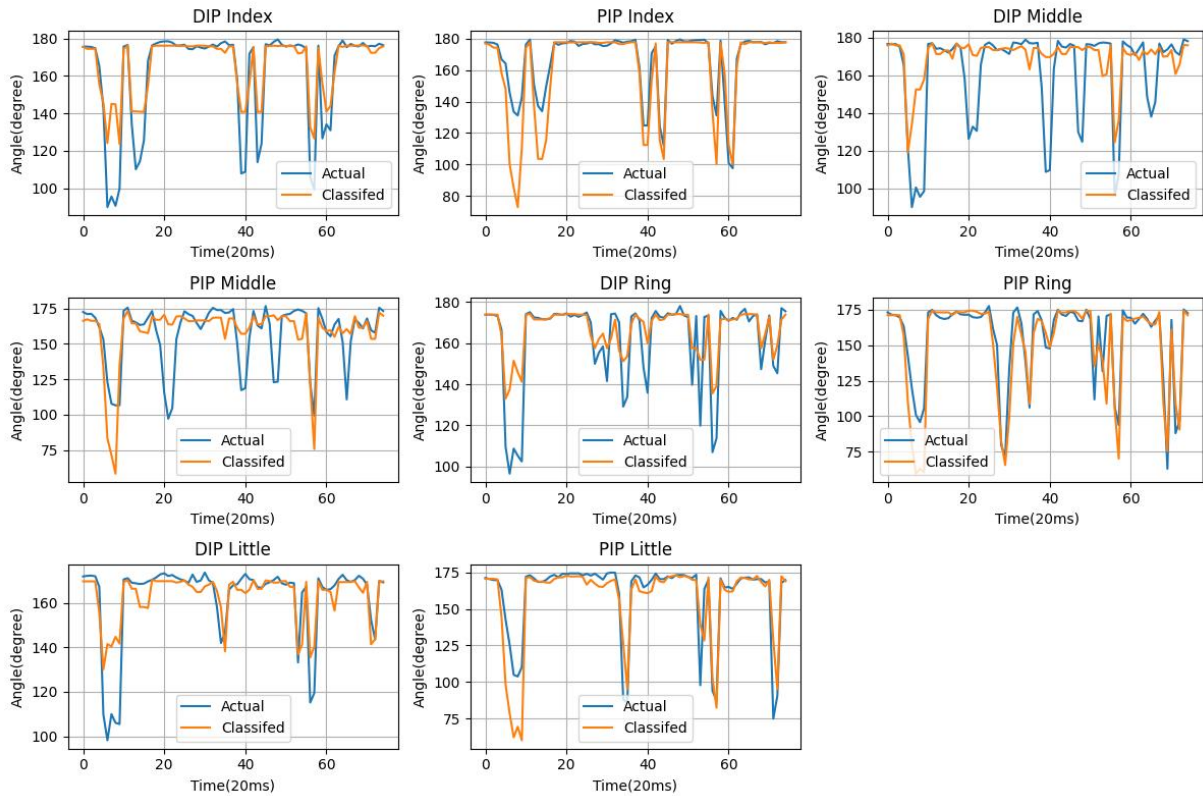 DIP Index
Angle(degree)
180
160
140
120
100
Actual
Classifed
0 20 40 60
Time(20ms)
PIP Index
Angle(degree)
180
160
140
120
100
80
Actual
Classifed
0 20 40 60
Time(20ms)
DIP Middle
Angle(degree)
180
160
140
120
100
Actual
Classifed
0 20 40 60
Time(20ms)
PIP Middle
Angle(degree)
175
150
125
100
75
Actual
Classifed
0 20 40 60
Time(20ms)
DIP Ring
Angle(degree)
180
160
140
120
100
Actual
Classifed
0 20 40 60
Time(20ms)
PIP Ring
Angle(degree)
175
150
125
100
75
Actual
Classifed
0 20 40 60
Time(20ms)
DIP Little
Angle(degree)
160
140
120
100
Actual
Classifed
0 20 40 60
Time(20ms)
PIP Little
Angle(degree)
175
150
125
100
75
Actual
Classifed
0 20 40 60
Time(20ms)